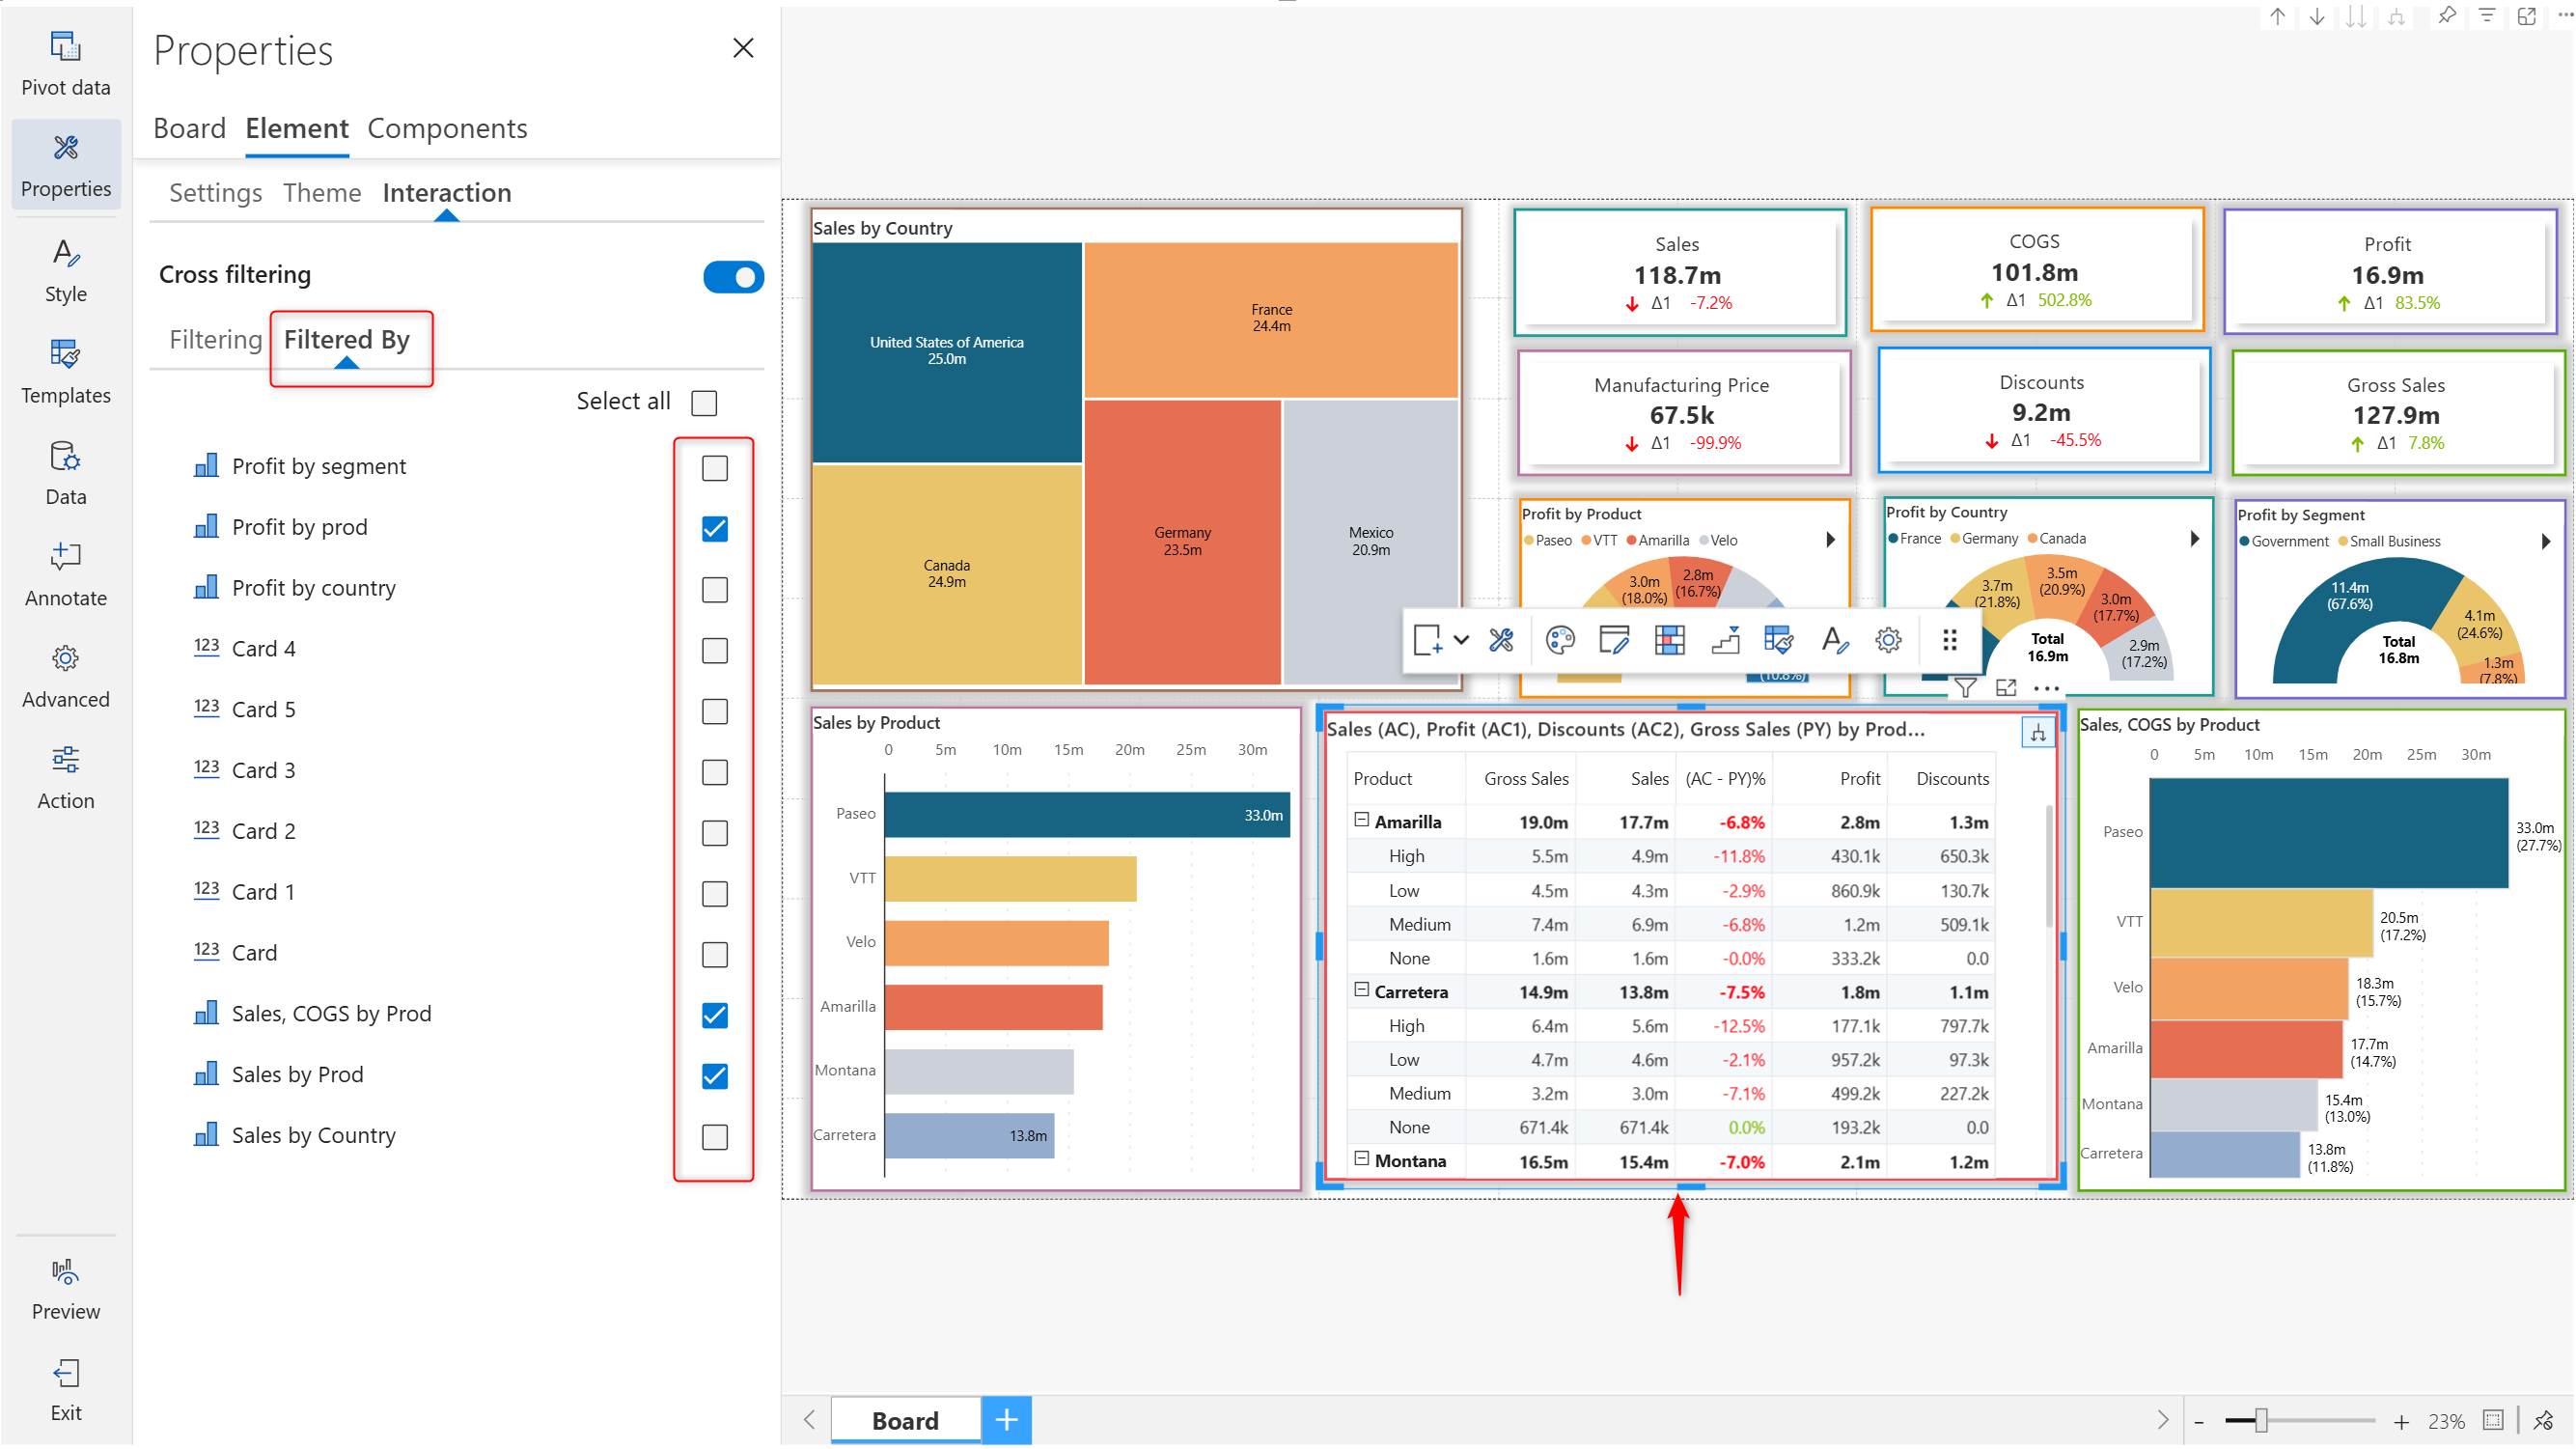 Pivot data
Properties
Style
Templates
Data
Annotate
Advanced
Action
Preview
Exit
Properties
Board Element Components
Settings Theme Interaction
Cross filtering
Filtering Filtered By
Select all
Profit by segment
Profit by prod
Profit by country
123 Card 4
123 Card 5
123 Card 3
123 Card 2
123 Card 1
123 Card
Sales, COGS by Prod
Sales by Prod
Sales by Country
Sales by Country
United States of America
25.0m
France
24.4m
Canada
24.9m
Germany
23.5m
Mexico
20.9m
Sales
118.7m
Δ1 -7.2%
COGS
101.8m
Δ1 502.8%
Profit
16.9m
Δ1 83.5%
Manufacturing Price
67.5k
Δ1 -99.9%
Discounts
9.2m
Δ1 -45.5%
Gross Sales
127.9m
Δ1 7.8%
Profit by Product
Paseo VTT Amarilla Velo
3.0m
(18.0%)
2.8m
(16.7%)
(10.8%)
Profit by Country
France Germany Canada
3.7m
(21.8%)
3.5m
(20.9%)
3.0m
(17.7%)
2.9m
(17.2%)
Total
16.9m
Profit by Segment
Government Small Business
11.4m
(67.6%)
4.1m
(24.6%)
1.3m
(7.8%)
Total
16.8m
Sales by Product
0 5m 10m 15m 20m 25m 30m
Paseo 33.0m
VTT
Velo
Amarilla
Montana
Carretera 13.8m
Sales (AC), Profit (AC1), Discounts (AC2), Gross Sales (PY) by Prod...
Product Gross Sales Sales (AC - PY)% Profit Discounts
Amarilla 19.0m 17.7m -6.8% 2.8m 1.3m
High 5.5m 4.9m -11.8% 430.1k 650.3k
Low 4.5m 4.3m -2.9% 860.9k 130.7k
Medium 7.4m 6.9m -6.8% 1.2m 509.1k
None 1.6m 1.6m -0.0% 333.2k 0.0
Carretera 14.9m 13.8m -7.5% 1.8m 1.1m
High 6.4m 5.6m -12.5% 177.1k 797.7k
Low 4.7m 4.6m -2.1% 957.2k 97.3k
Medium 3.2m 3.0m -7.1% 499.2k 227.2k
None 671.4k 671.4k 0.0% 193.2k 0.0
Montana 16.5m 15.4m -7.0% 2.1m 1.2m
Sales, COGS by Product
0 5m 10m 15m 20m 25m 30m
Paseo
33.0m
(27.7%)
VTT
20.5m
(17.2%)
Velo
18.3m
(15.7%)
Amarilla
17.7m
(14.7%)
Montana
15.4m
(13.0%)
Carretera
13.8m
(11.8%)
Board
23%